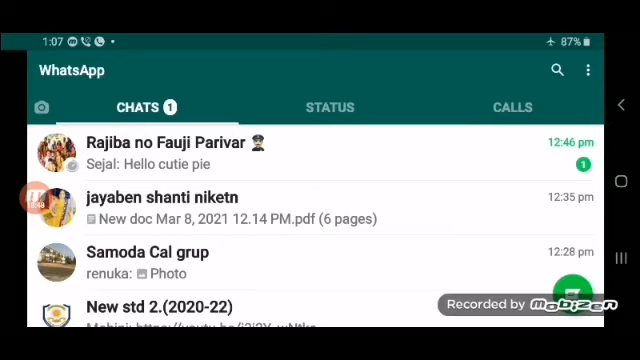 1:07 87%
WhatsApp
CHATS 1 STATUS CALLS
Rajiba no Fauji Parivar 12:46 pm
Sejal: Hello cutie pie 1
jayaben shanti niketn 12:35 pm
New doc Mar 8, 2021 12.14 PM.pdf (6 pages)
Samoda Cal grup 12:28 pm
renuka: Photo
Recorded by Mobizen
New std 2.(2020-22)